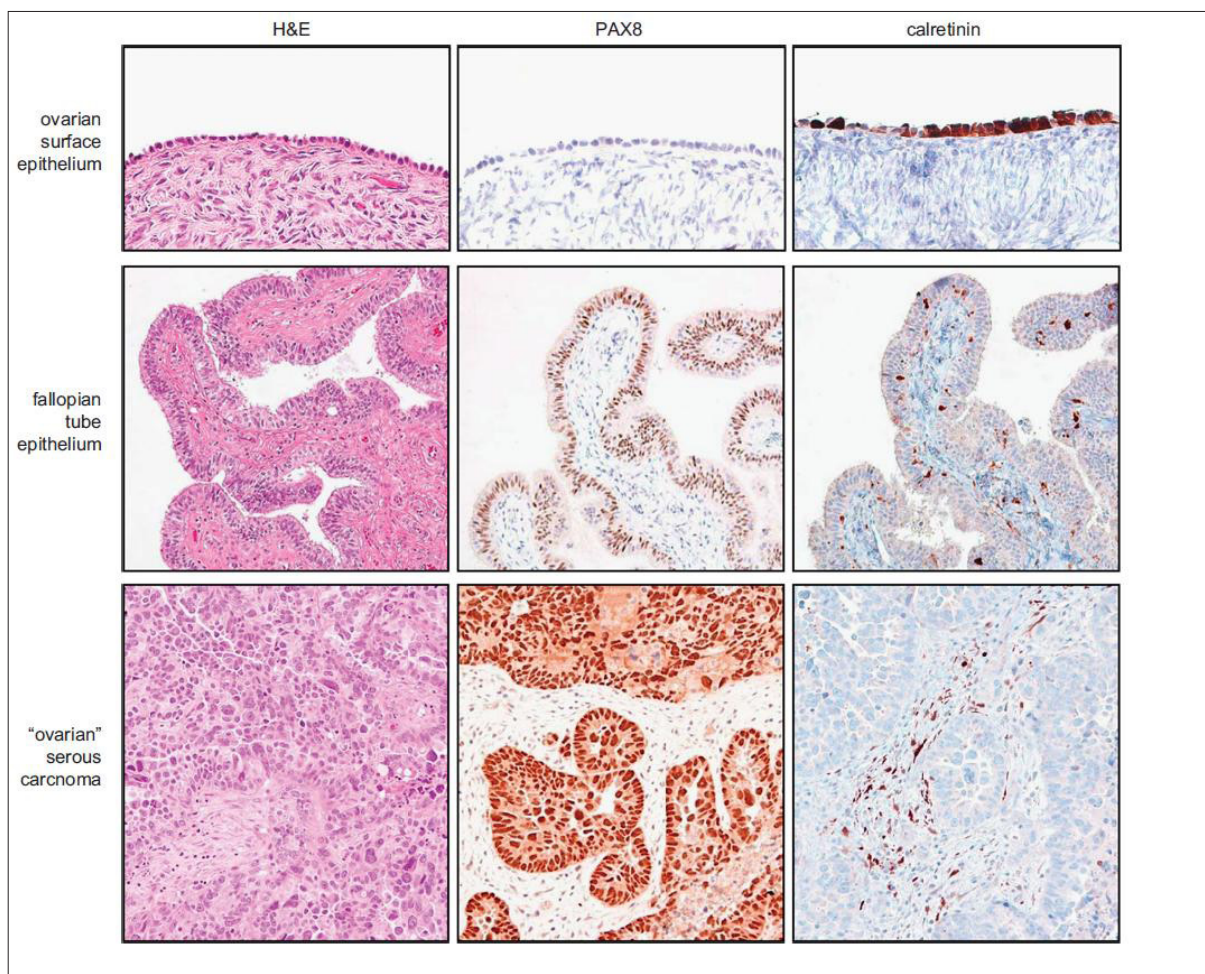 H&E
PAX8
calretinin
ovarian
surface
epithelium
fallopian
tube
epithelium
“ovarian”
serous
carcnoma